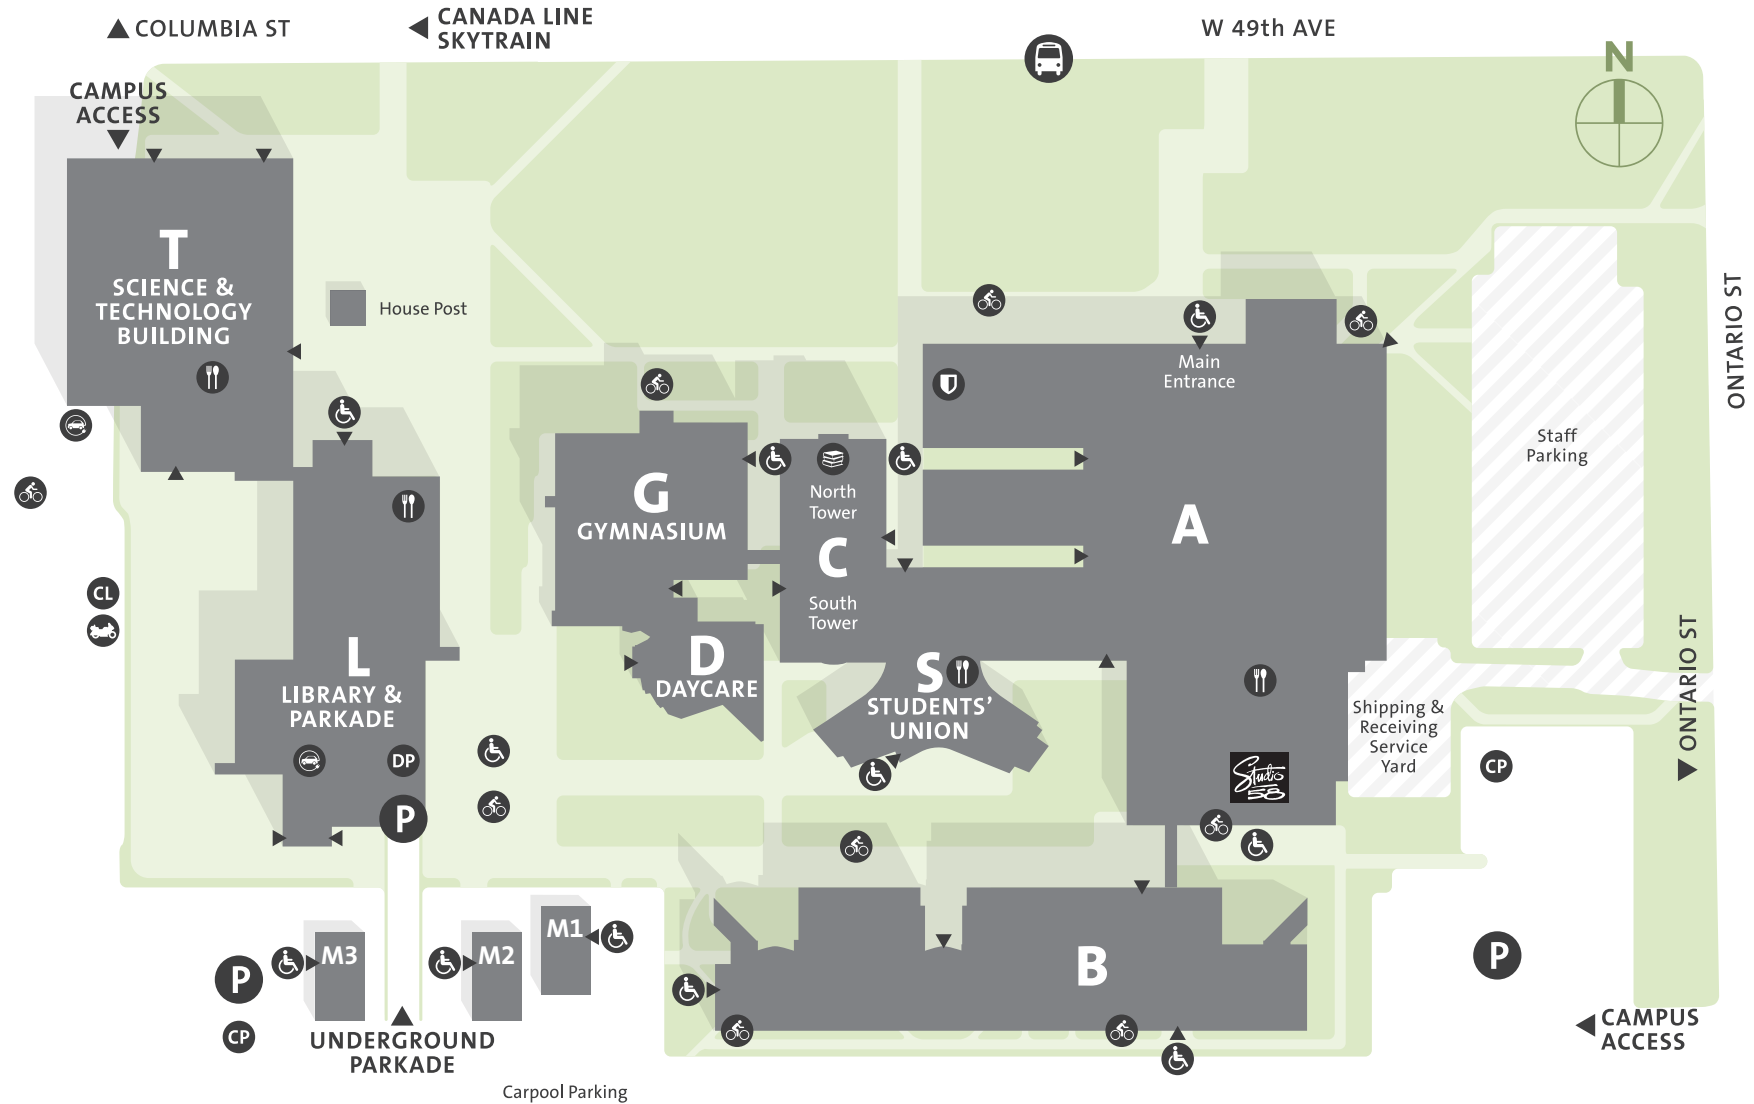 COLUMBIA ST
CANADA LINE
SKYTRAIN
W 49th AVE
N
CAMPUS
ACCESS
T
SCIENCE &
TECHNOLOGY
BUILDING
House Post
ONTARIO ST
Main
Entrance
Staff
Parking
G
GYMNASIUM
North
Tower
C
South
Tower
A
CL
L
LIBRARY &
PARKADE
DP
P
D
DAYCARE
S
STUDENTS’
UNION
Studio
58
Shipping &
Receiving
Service
Yard
CP
ONTARIO ST
M3
M2
M1
B
P
CP
P
UNDERGROUND
PARKADE
CAMPUS
ACCESS
Carpool Parking